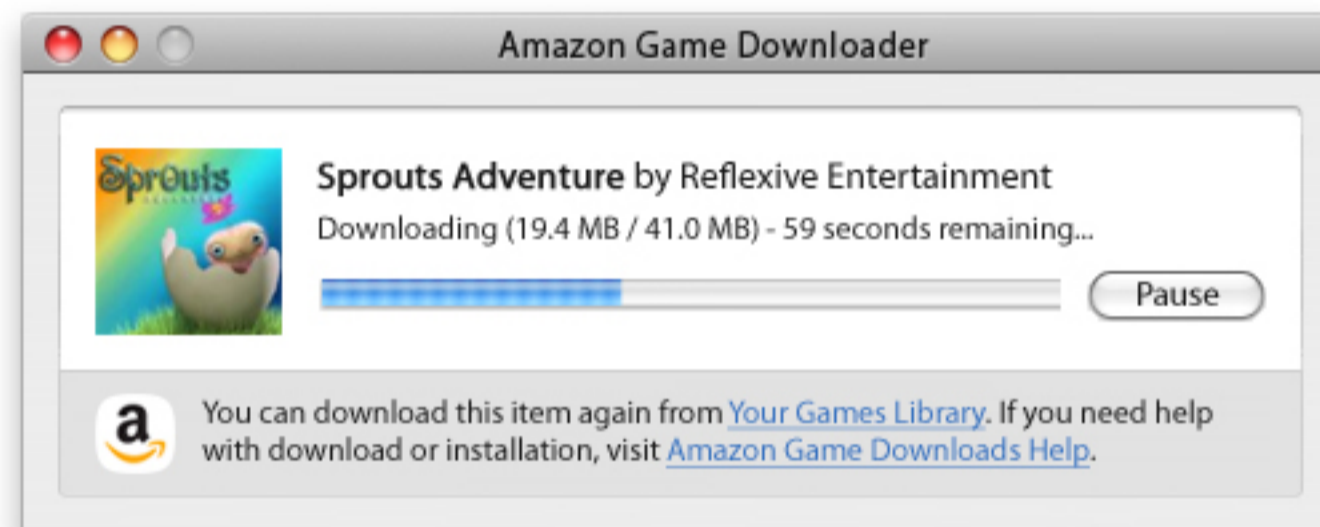 Amazon Game Downloader
Sprouts
Sprouts Adventure by Reflexive Entertainment
Downloading (19.4 MB / 41.0 MB) - 59 seconds remaining...
Pause
a
You can download this item again from Your Games Library. If you need help
with download or installation, visit Amazon Game Downloads Help.